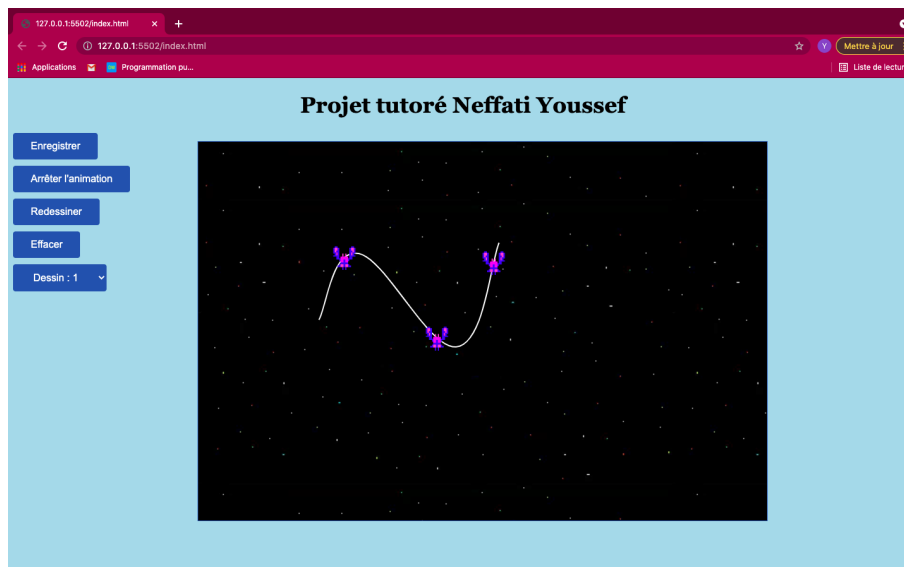 127.0.0.1:5502/index.html
127.0.0.1:5502/index.html
Y
Mettre à jour
Applications
Programmation pu...
Liste de lectur
Projet tutoré Neffati Youssef
Enregistrer
Arrêter l'animation
Redessiner
Effacer
Dessin : 1